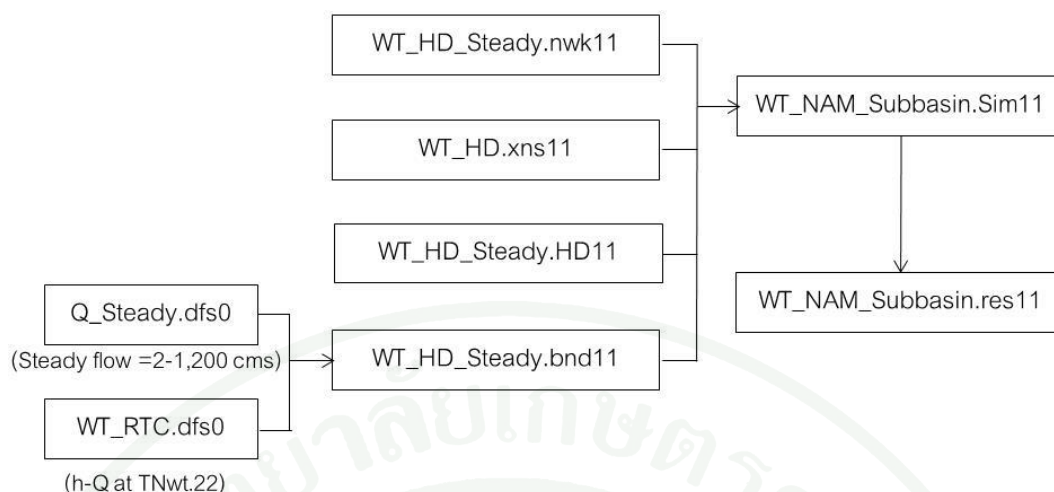 WT_HD_Steady.nwk11
WT_NAM_Subbasin.Sim11
WT_HD.xns11
WT_HD_Steady.HD11
WT_NAM_Subbasin.res11
Q_Steady.dfs0
(Steady flow =2-1,200 cms)
WT_HD_Steady.bnd11
WT_RTC.dfs0
(h-Q at TNwt.22)